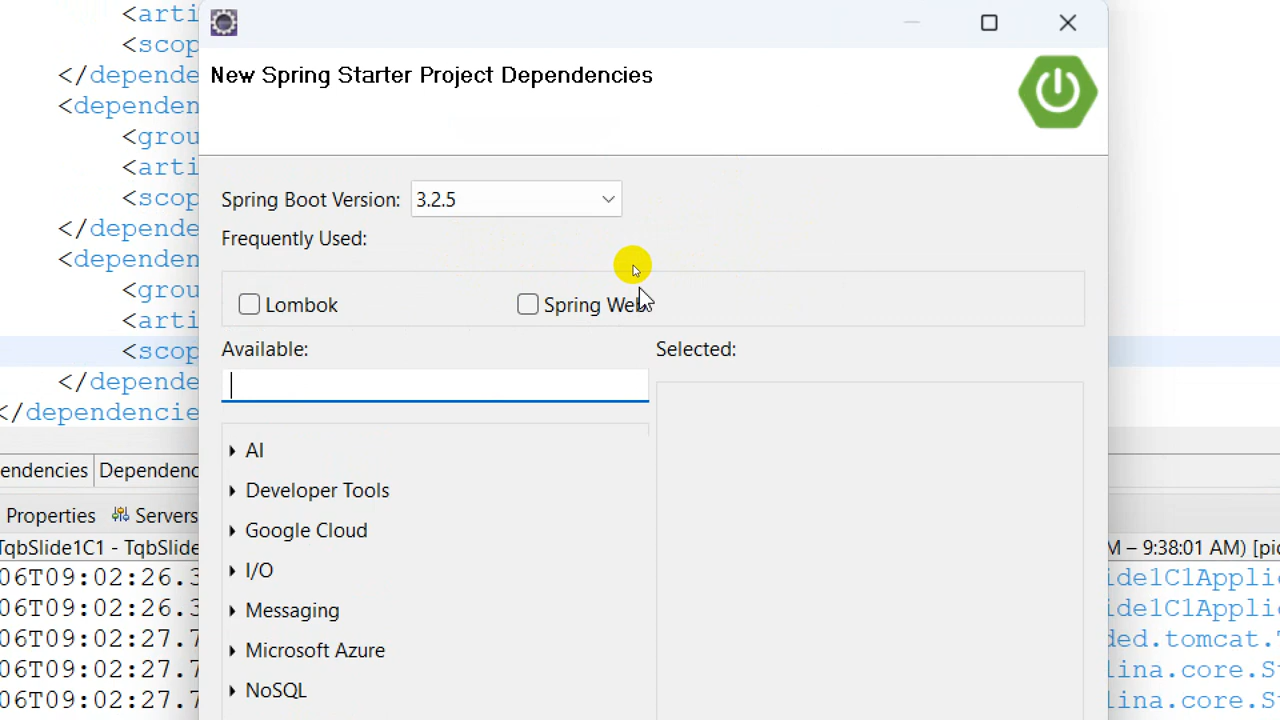 <arti
<scop
</depende
New Spring Starter Project Dependencies
<dependen
<grou
<arti
<scop
Spring Boot Version: 3.2.5
</depende
Frequently Used:
<dependen
<grou
Lombok
Spring Web
<arti
<scop
Available:
Selected:
</depende
</dependencie
AI
endencies
Dependenc
Developer Tools
Properties
Servers
Google Cloud
TqbSlide1C1 - TqbSlide
M – 9:38:01 AM) [pic
I/O
06T09:02:26.3
ide1C1Applic
06T09:02:26.3
ide1C1Applic
Messaging
06T09:02:27.7
ded.tomcat.T
Microsoft Azure
06T09:02:27.7
lina.core.St
NoSQL
06T09:02:27.7
lina.core.St